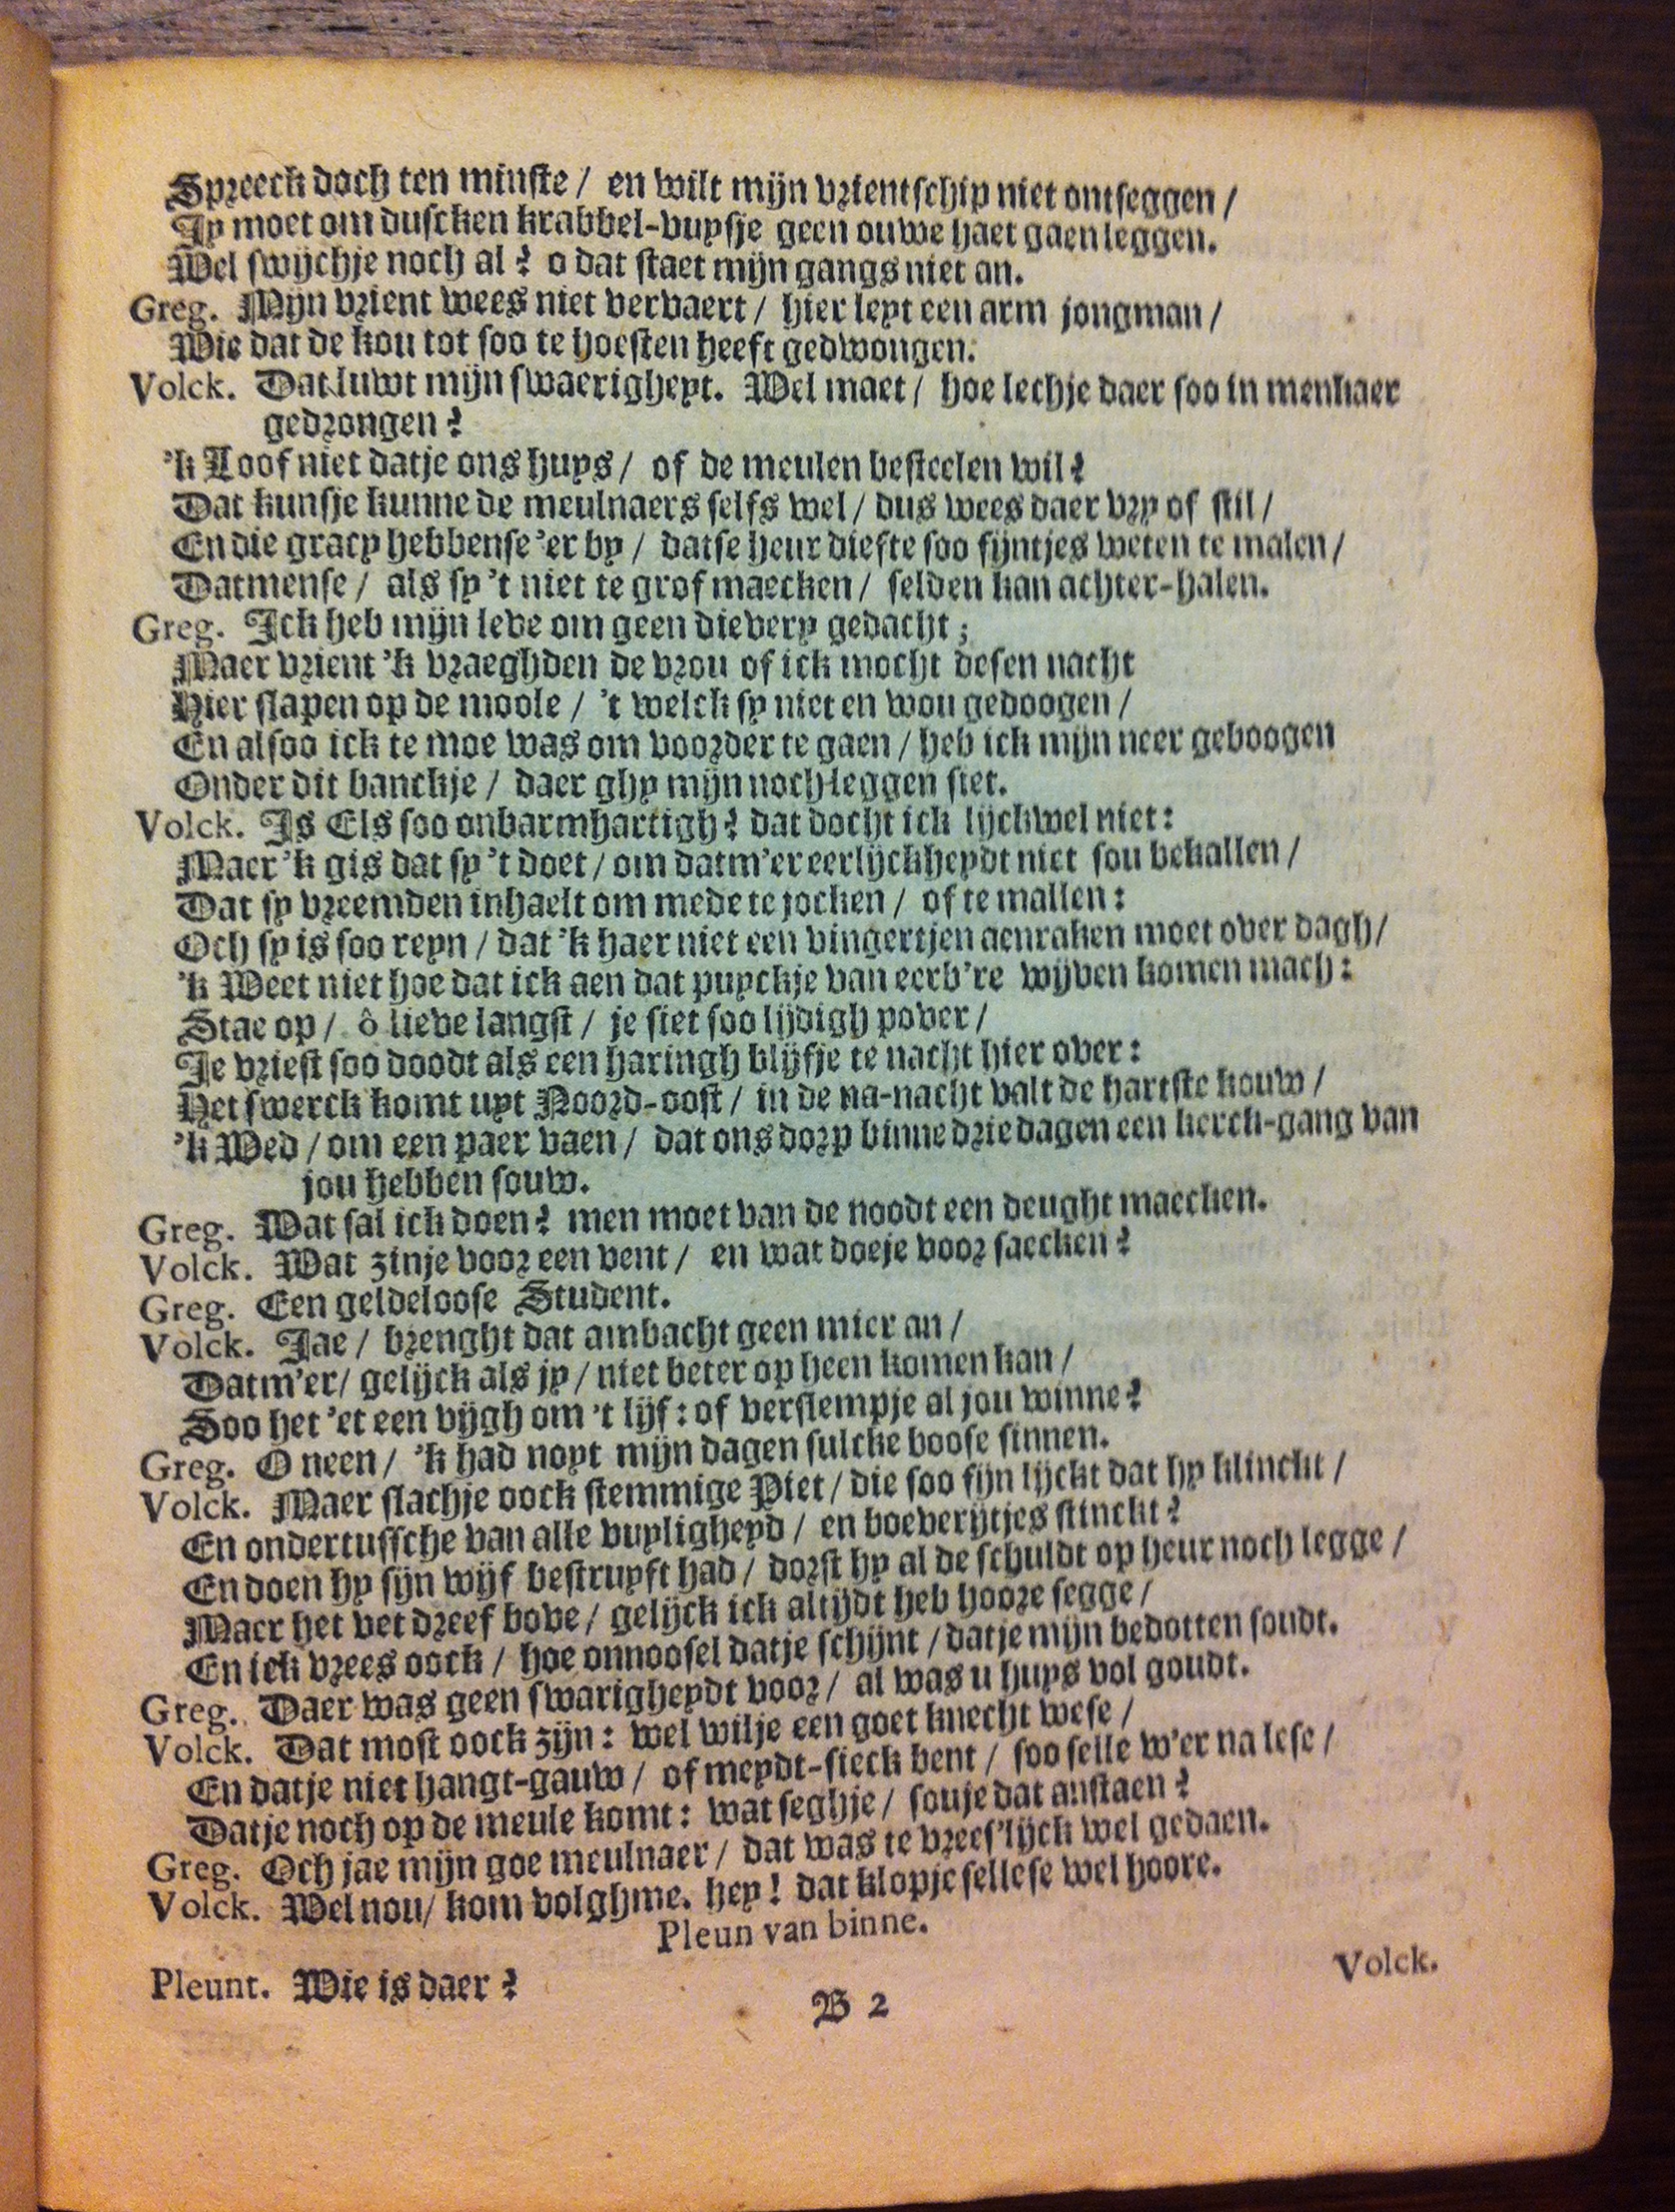 Spreeck doch ten minste / en wilt mijn vrientschip niet ontseggen /
Jy moet om duscken krabbel-vuysje geen ouwe haet gaen leggen.
Wel swijchje noch al? o dat staet mijn gangs niet an.
Greg. Mijn vrient wees niet vervaert / hier leyt een arm jongman /
Die dat de kou tot soo te hoesten heeft gedwongen.
Volck. Dat luwt mijn swaerigheyt. Wel maet / hoe lechje daer soo in menkaer
gedrongen?
'k Loof niet datje ons huys / of de meulen besteelen wil?
Dat kunsje kunne de meulnaers selfs wel / dus wees daer vry of stil /
En die gracy hebbense 'er by / datse heur diefte soo fijntjes weten te malen /
Datmense / als sy 't niet te grof maecken / selden kan achter-halen.
Greg. Ick heb mijn leve om geen dievery gedacht;
Maer vrient 'k vraeghden de vrou of ick mocht desen nacht
Hier slapen op de moole / 't welck sy niet en wou gedoogen /
En alsoo ick te moe was om voorder te gaen / heb ick mijn neer geboogen
Onder dit banckje / daer ghy mijn noch leggen siet.
Volck. Is Els soo onbarmhartigh? dat docht ick lijckwel niet:
Maer 'k gis dat sy 't doet / om datm'er eerlijckheydt niet sou bekallen /
Dat sy vreemden inhaelt om mede te jocken / of te mallen:
Och sy is soo reyn / dat 'k haer niet een vingertjen aenraken moet over dagh /
'k Weet niet hoe dat ick aen dat puyckje van eerb're wijven komen mach:
Stae op / ô lieve langst / je siet soo lijdigh pover /
Je vriest soo doodt als een haringh blijfje te nacht hier over:
Het swerck komt uyt Noord-oost / in de na-nacht valt de hartste kouw /
'k Wed / om een paer vaen / dat ons dorp binne drie dagen een kerck-gang van
jou hebben souw.
Greg. Wat sal ick doen? men moet van de noodt een deught maecken.
Volck. Wat zinje voor een vent / en wat doeje voor saecken?
Greg. Een geldeloose Student.
Volck. Jae / brenght dat ambacht geen mier an /
Datm'er / gelijck als jy / niet beter op heen komen kan /
Soo het 'et een vijgh om 't lijf: of verslempje al jou winne?
Greg. O neen / 'k had noyt mijn dagen sulcke boose sinnen.
Volck. Maer slachje oock stemmige Piet / die soo fijn lijckt dat hy klinckt /
En ondertussche van alle vuyligheyd / en boeverijtjes stinckt?
En doen hy sijn wijf bestruyft had / dorst hy al de schuldt op heur noch legge /
Maer het vet dreef bove / gelijck ick altijdt heb hoore segge /
En ick vrees oock / hoe onnoosel datje schijnt / datje mijn bedotten soudt.
Greg. Daer was geen swarigheydt voor / al was u huys vol goudt.
Volck. Dat most oock zijn: wel wilje een goet knecht wese /
En datje niet hangt-gauw / of meydt-sieck bent / soo selle w'er na lese /
Datje noch op de meule komt: wat seghje / souje dat anstaen?
Greg. Och jae mijn goe meulnaer / dat was te vrees'lijck wel gedaen.
Volck. Wel nou / kom volghme. hey! dat klopje sellese wel hoore.
Pleun van binne.
Pleunt. Wie is daer?
Volck.
B 2